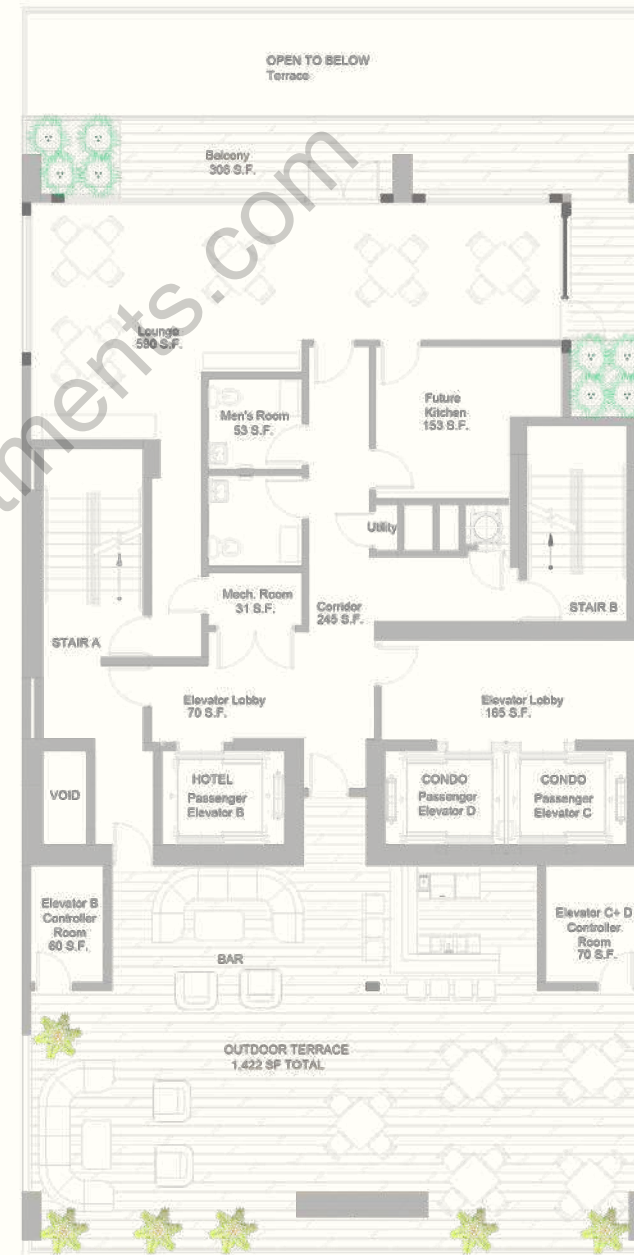 OPEN TO BELOW
Terrace
Balcony
306 S.F.
Lounge
590 S.F.
Men's Room
53 S.F.
Future
Kitchen
153 S.F.
Utility
Mech. Room
31 S.F.
Corridor
245 S.F.
STAIR A
STAIR B
Elevator Lobby
70 S.F.
Elevator Lobby
165 S.F.
VOID
HOTEL
Passenger
Elevator B
CONDO
Passenger
Elevator D
CONDO
Passenger
Elevator C
Elevator B
Controller
Room
60 S.F.
BAR
Elevator C+ D
Controller
Room
70 S.F.
OUTDOOR TERRACE
1,422 SF TOTAL
tments.com